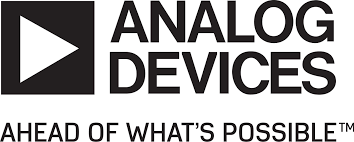 ANALOG
DEVICES
AHEAD OF WHAT'S POSSIBLE™